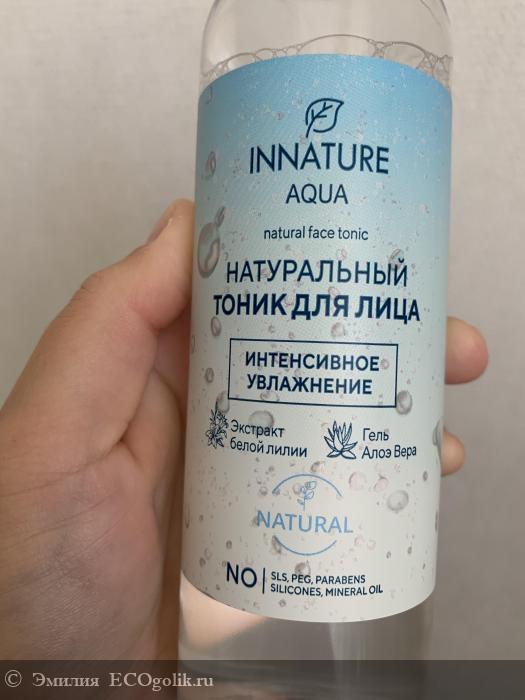 INNATURE
AQUA
natural face tonic
НАТУРАЛЬНЫЙ
ТОНИК ДЛЯ ЛИЦА
ИНТЕНСИВНОЕ
УВЛАЖНЕНИЕ
Экстракт
белой лилии
Гель
Алоэ Вера
NATURAL
NO
SLS, PEG, PARABENS
SILICONES, MINERAL OIL
© Эмилия ECOgolik.ru